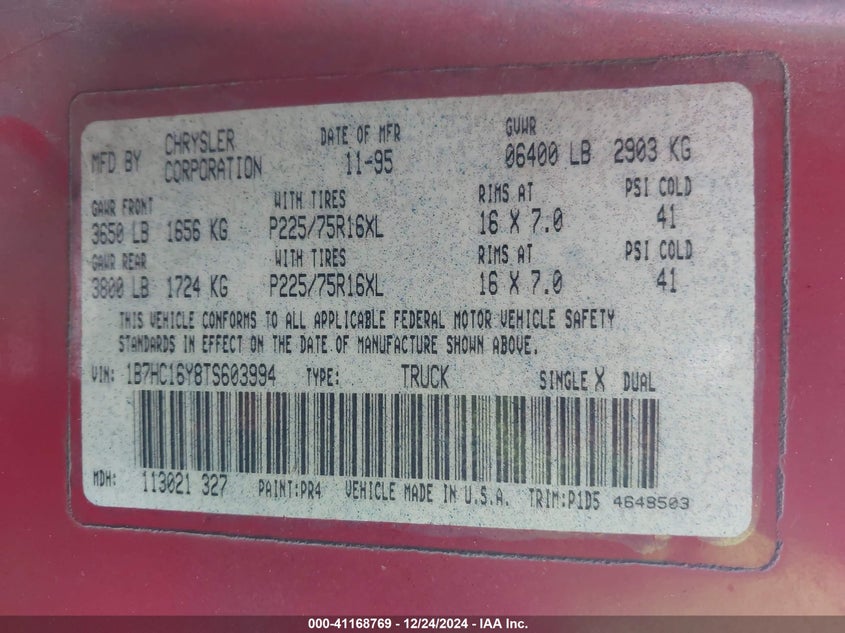 MFD BY CHRYSLER CORPORATION DATE OF MFR 11-95 GVWR 06400 LB 2903 KG
GAWR FRONT WITH TIRES RIMS AT PSI COLD
3650 LB 1656 KG P225/75R16XL 16 X 7.0 41
GAWR REAR WITH TIRES RIMS AT PSI COLD
3800 LB 1724 KG P225/75R16XL 16 X 7.0 41
THIS VEHICLE CONFORMS TO ALL APPLICABLE FEDERAL MOTOR VEHICLE SAFETY
STANDARDS IN EFFECT ON THE DATE OF MANUFACTURE SHOWN ABOVE.
VIN: 1B7HC16Y8TS603994 TYPE: TRUCK SINGLE X DUAL
MDH: 113021 327 PAINT:PR4 VEHICLE MADE IN U.S.A. TRIM:P1D5 4648503
000-41168769 - 12/24/2024 - IAA Inc.